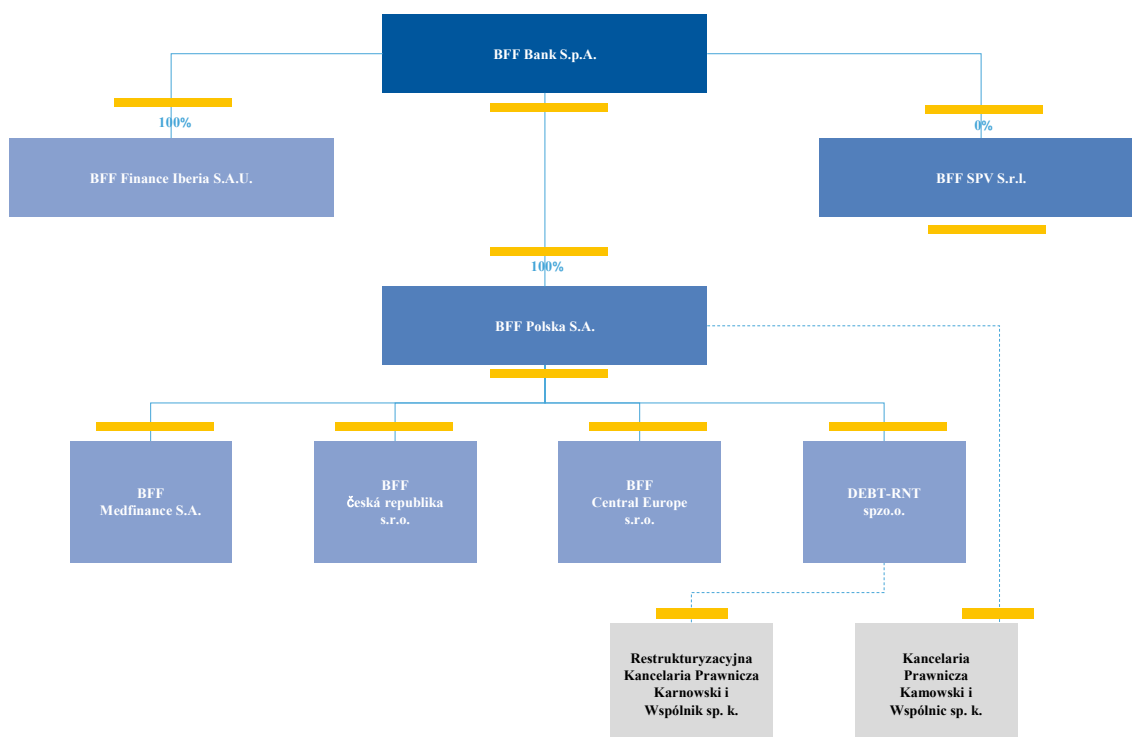 BFF Bank S.p.A.
100%
0%
BFF Finance Iberia S.A.U.
BFF SPV S.r.l.
100%
BFF Polska S.A.
BFF
Medfinance S.A.
BFF
česká republika
s.r.o.
BFF
Central Europe
s.r.o.
DEBT-RNT
spzo.o.
Restrukturyzacyjna
Kancelaria Prawnicza
Karnowski i
Wspólnik sp. k.
Kancelaria
Prawnicza
Kamowski i
Wspólnic sp. k.